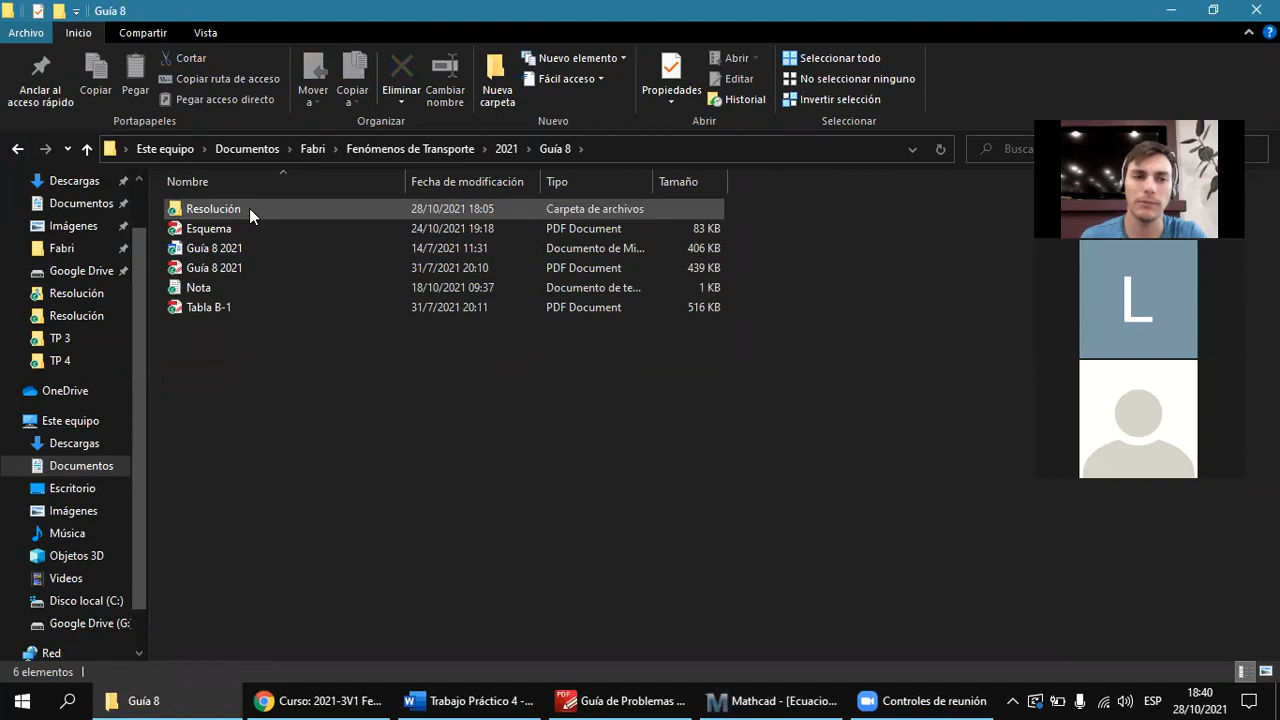 Guía 8
Archivo Inicio Compartir Vista
Anclar al acceso rápido
Copiar
Pegar
Cortar
Copiar ruta de acceso
Pegar acceso directo
Portapapeles
Mover a
Copiar a
Eliminar
Cambiar nombre
Organizar
Nueva carpeta
Nuevo elemento
Fácil acceso
Nuevo
Propiedades
Abrir
Editar
Historial
Abrir
Seleccionar todo
No seleccionar ninguno
Invertir selección
Seleccionar
Este equipo Documentos Fabri Fenómenos de Transporte 2021 Guía 8
Busca
Nombre Fecha de modificación Tipo Tamaño
Resolución 28/10/2021 18:05 Carpeta de archivos
Esquema 24/10/2021 19:18 PDF Document 83 KB
Guía 8 2021 14/7/2021 11:31 Documento de Mi... 406 KB
Guía 8 2021 31/7/2021 20:10 PDF Document 439 KB
Nota 18/10/2021 09:37 Documento de te... 1 KB
Tabla B-1 31/7/2021 20:11 PDF Document 516 KB
Descargas
Documentos
Imágenes
Fabri
Google Drive
Resolución
Resolución
TP 3
TP 4
OneDrive
Este equipo
Descargas
Documentos
Escritorio
Imágenes
Música
Objetos 3D
Videos
Disco local (C:)
Google Drive (G:
Red
L
6 elementos
Guía 8
Curso: 2021-3V1 Fe...
Trabajo Práctico 4 -...
Guía de Problemas ...
Mathcad - [Ecuacio...
Controles de reunión
ESP
18:40
28/10/2021